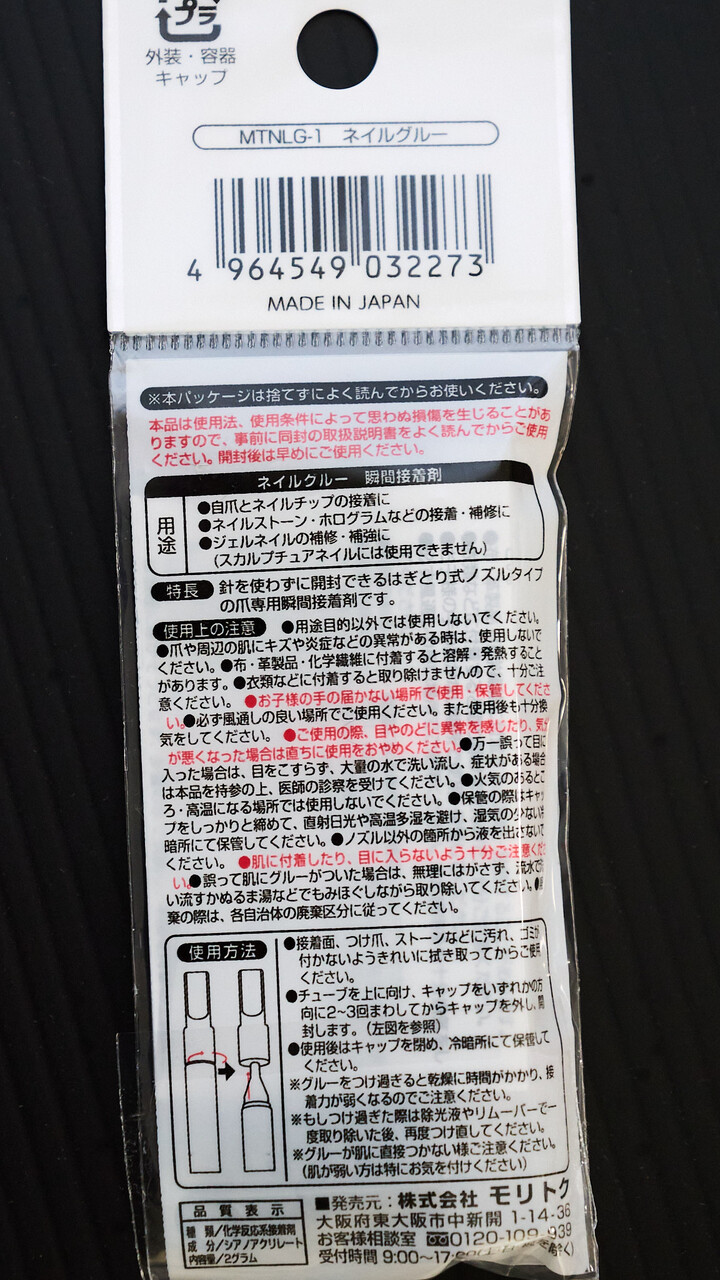 プラ
外装・容器
キャップ
MTNLG-1 ネイルグルー
4 964549 032273
MADE IN JAPAN
※本パッケージは捨てずによく読んでからお使いください。
本品は使用法、使用条件によって思わぬ損傷を生じることがあ
りますので、事前に同封の取扱説明書をよく読んでからご使用
ください。開封後は早めにご使用ください。
ネイルグルー 瞬間接着剤
用途
●自爪とネイルチップの接着に
●ネイルストーン・ホログラムなどの接着・補修に
●ジェルネイルの補修・補強に
(スカルプチュアネイルには使用できません)
特長 針を使わずに開封できるはぎとり式ノズルタイプ
の爪専用瞬間接着剤です。
使用上の注意 ●用途目的以外では使用しないでください。
●爪や周辺の肌にキズや炎症などの異常がある時は、使用しないで
ください。●布・革製品・化学繊維に付着すると溶解・発熱すること
があります。●衣類などに付着すると取り除けませんので、十分ご注
意ください。●お子様の手の届かない場所で使用・保管してくださ
い。●必ず風通しの良い場所でご使用ください。また使用後も十分換
気をしてください。●ご使用の際、目やのどに異常を感じたり、気分
が悪くなった場合は直ちに使用をおやめください。●万一誤って目に
入った場合は、目をこすらず、大量の水で洗い流し、症状がある場合
は本品を持参の上、医師の診察を受けてください。●火気のあるとこ
ろ・高温になる場所では使用しないでください。●保管の際はキャッ
プをしっかりと締めて、直射日光や高温多湿を避け、湿気の少ない冷
暗所にて保管してください。●ノズル以外の箇所から液を出さないで
ください。●肌に付着したり、目に入らないよう十分ご注意くださ
い。●誤って肌にグルーがついた場合は、無理にはがさず、流水で洗
い流すかぬるま湯などでもみほぐしながら取り除いてください。●
棄の際は、各自治体の廃棄区分に従ってください。
使用方法
●接着面、つけ爪、ストーンなどに汚れ、ゴミが
付かないようきれいに拭き取ってからご使用
ください。
●チューブを上に向け、キャップをいずれかの方
向に2~3回まわしてからキャップを外し、開
封します。(左図を参照)
●使用後はキャップを閉め、冷暗所にて保管して
ください。
※グルーをつけ過ぎると乾燥に時間がかかり、接
着力が弱くなるのでご注意ください。
※もしつけ過ぎた際は除光液やリムーバーで一
度取り除いた後、再度つけ直してください。
※グルーが肌に直接つかない様ご注意ください。
(肌が弱い方は特にお気を付けください)
品質表示
種 類/化学反応系接着剤
成 分/シアノアクリレート
内容量/2グラム
■発売元:株式会社 モリトク
大阪府東大阪市中新開 1-14-36
お客様相談室 0120-109-939
受付時間 9:00~17: